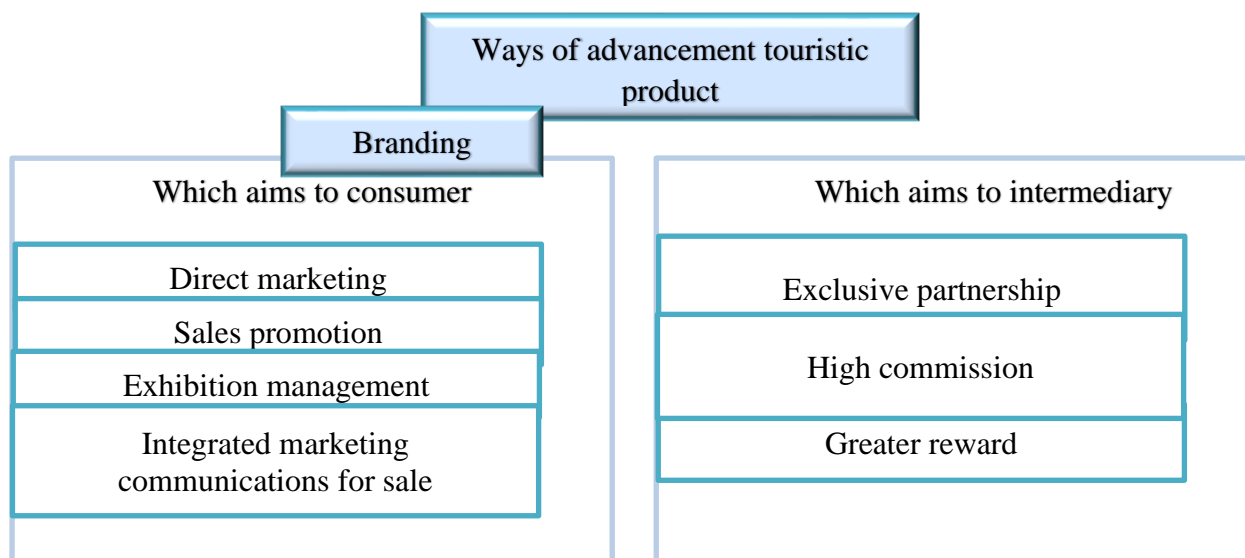 Ways of advancement touristic
product
Branding
Which aims to consumer
Direct marketing
Sales promotion
Exhibition management
Integrated marketing
communications for sale
Which aims to intermediary
Exclusive partnership
High commission
Greater reward